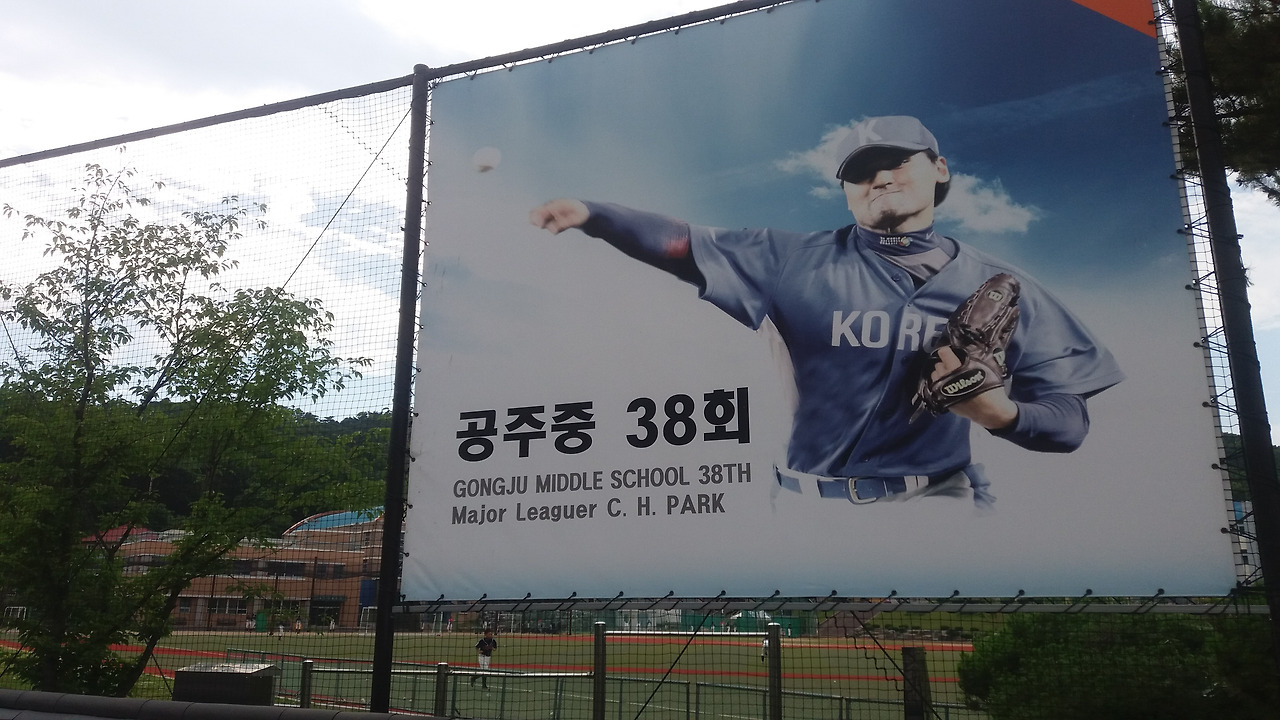 K
KORE
Wilson
공주중 38회
GONGJU MIDDLE SCHOOL 38TH
Major Leaguer C. H. PARK